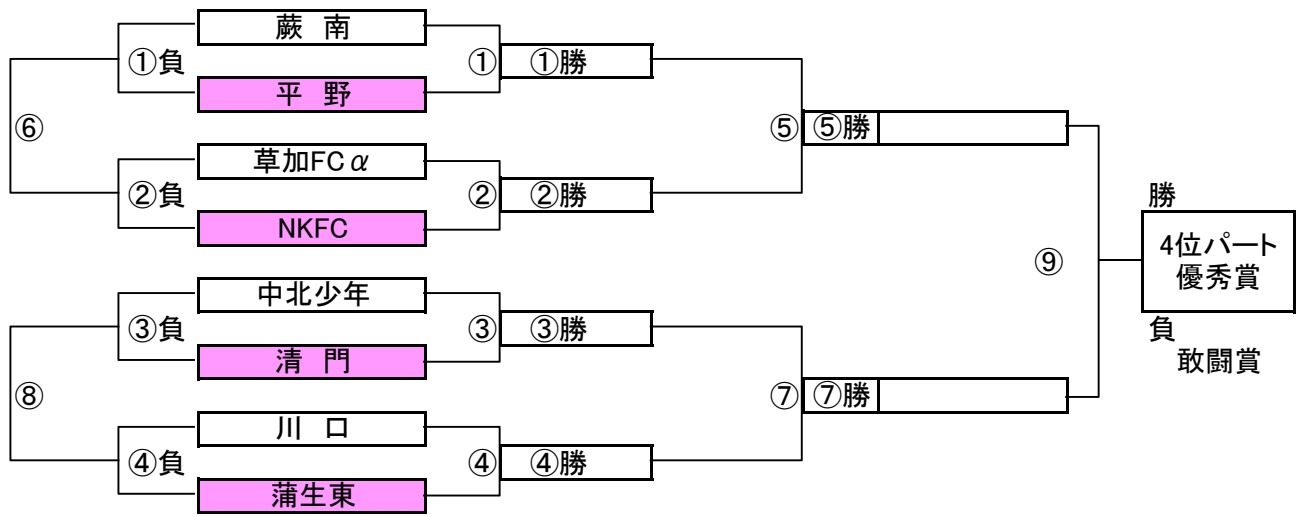 蕨 南
①負
①
①勝
平 野
⑥
⑤
⑤勝
草加FCα
②負
②
②勝
NKFC
勝
4位パート
優秀賞
⑨
負
敢闘賞
中北少年
③負
③
③勝
清 門
⑧
⑦
⑦勝
川 口
④負
④
④勝
蒲生東